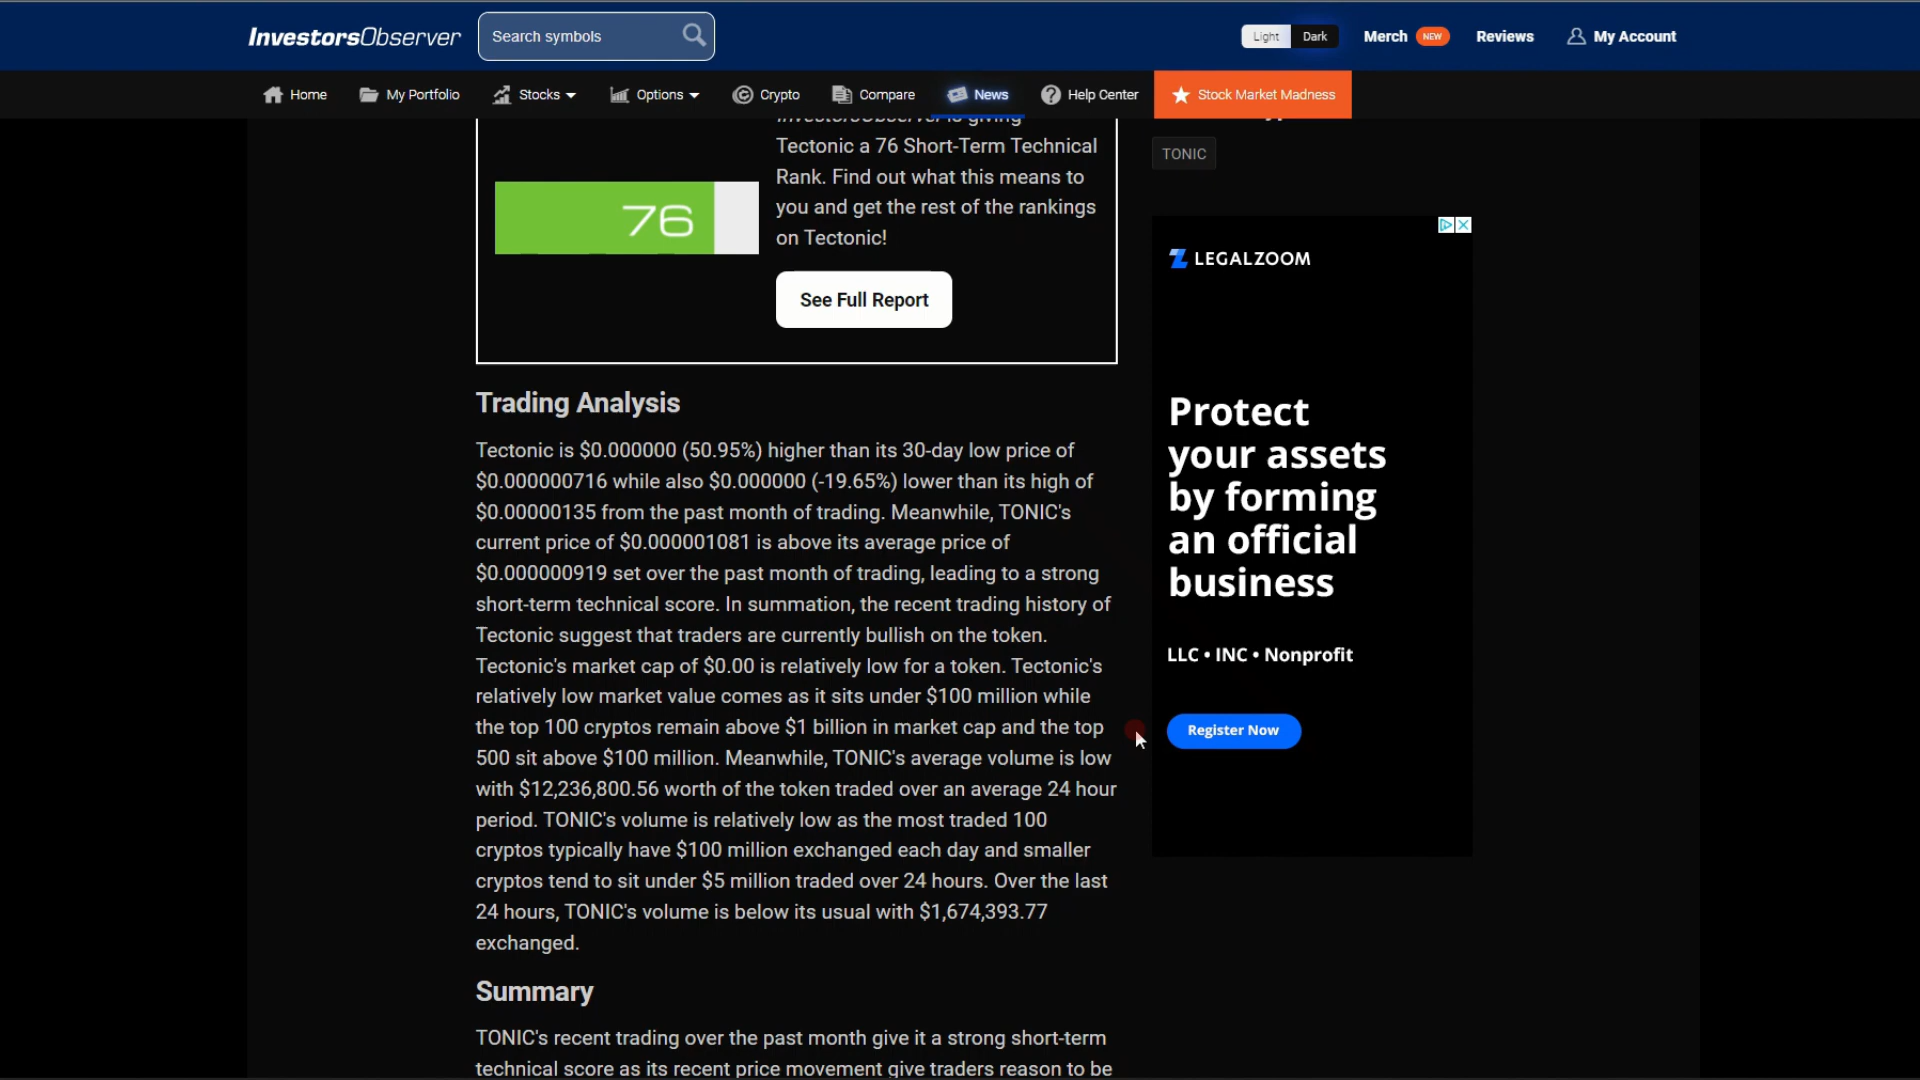 InvestorsObserver
Search symbols
Light Dark
Merch NEW
Reviews
My Account
Home
My Portfolio
Stocks
Options
Crypto
Compare
News
Help Center
Stock Market Madness
InvestorsObserver is giving
Tectonic a 76 Short-Term Technical
Rank. Find out what this means to
you and get the rest of the rankings
on Tectonic!
76
See Full Report
TONIC
Trading Analysis
Tectonic is $0.000000 (50.95%) higher than its 30-day low price of
$0.000000716 while also $0.000000 (-19.65%) lower than its high of
$0.00000135 from the past month of trading. Meanwhile, TONIC's
current price of $0.000001081 is above its average price of
$0.000000919 set over the past month of trading, leading to a strong
short-term technical score. In summation, the recent trading history of
Tectonic suggest that traders are currently bullish on the token.
Tectonic's market cap of $0.00 is relatively low for a token. Tectonic's
relatively low market value comes as it sits under $100 million while
the top 100 cryptos remain above $1 billion in market cap and the top
500 sit above $100 million. Meanwhile, TONIC's average volume is low
with $12,236,800.56 worth of the token traded over an average 24 hour
period. TONIC's volume is relatively low as the most traded 100
cryptos typically have $100 million exchanged each day and smaller
cryptos tend to sit under $5 million traded over 24 hours. Over the last
24 hours, TONIC's volume is below its usual with $1,674,393.77
exchanged.
Summary
TONIC's recent trading over the past month give it a strong short-term
technical score as its recent price movement give traders reason to be
LEGALZOOM
Protect
your assets
by forming
an official
business
LLC • INC • Nonprofit
Register Now